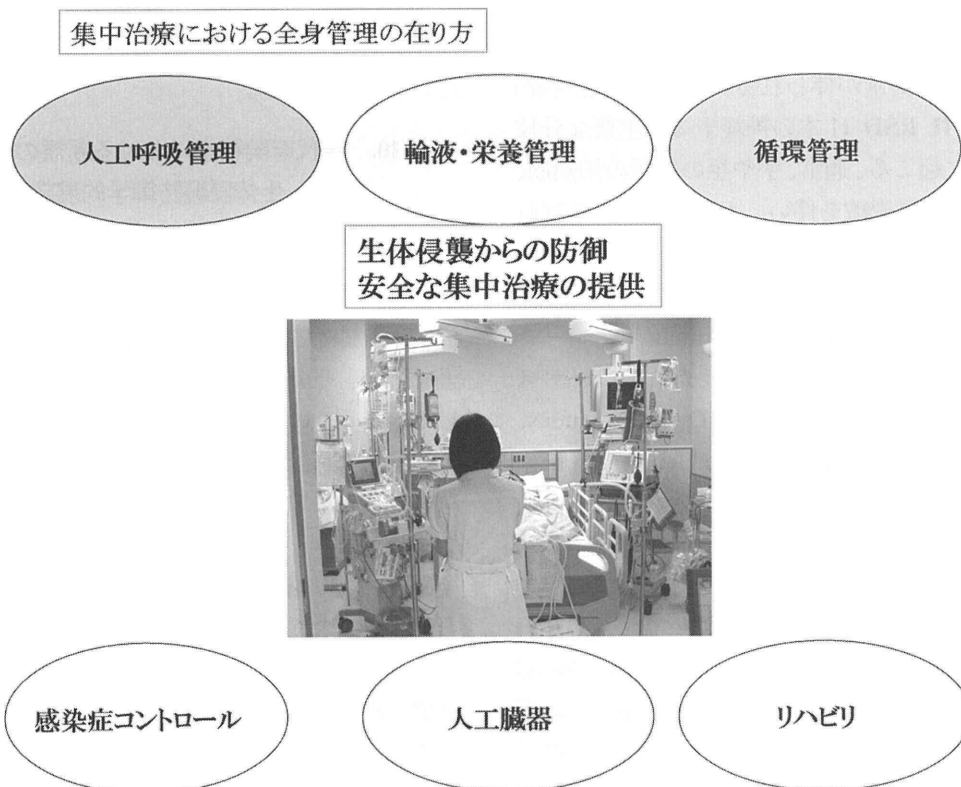 集中治療における全身管理の在り方
人工呼吸管理
輸液・栄養管理
循環管理
生体侵襲からの防御
安全な集中治療の提供
感染症コントロール
人工臓器
リハビリ